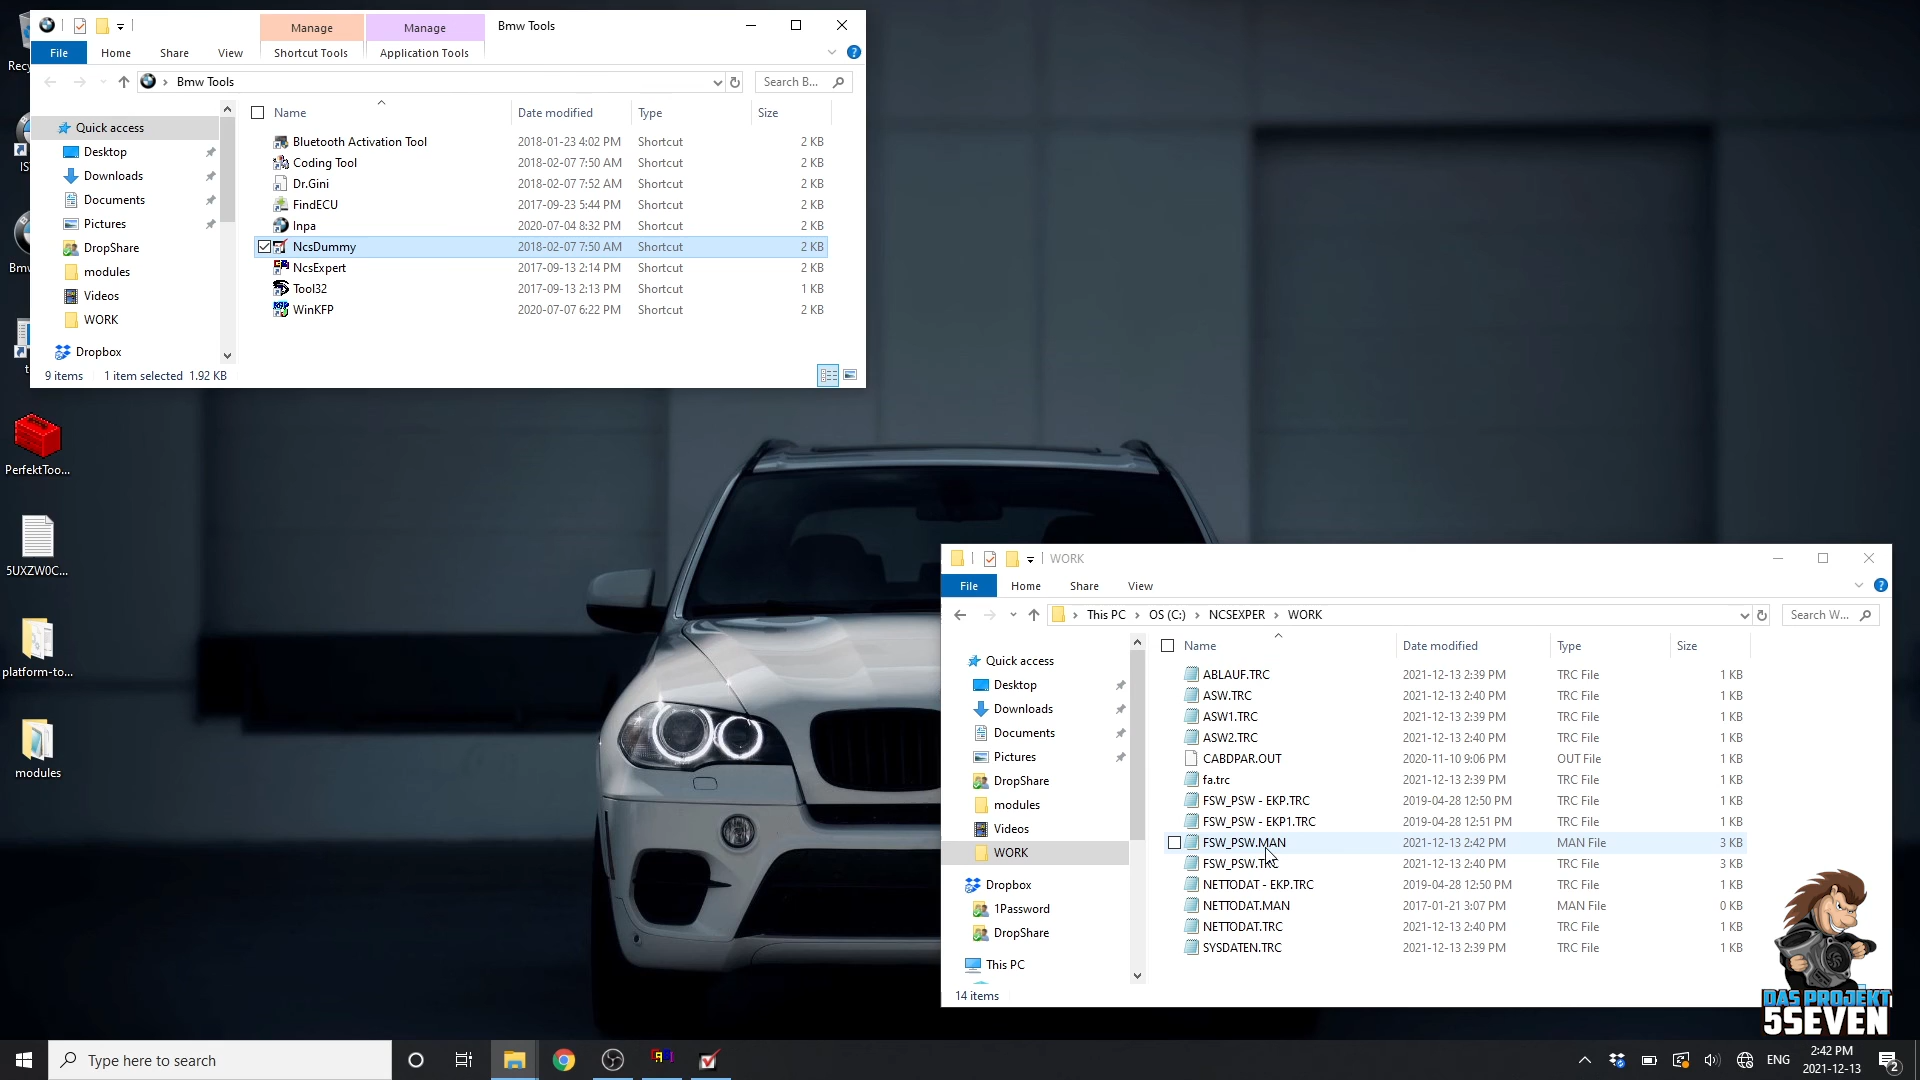 Manage
Manage
Bmw Tools
File
Home
Share
View
Shortcut Tools
Application Tools
Bmw Tools
Search B...
Name
Date modified
Type
Size
Quick access
Desktop
Downloads
Documents
Pictures
DropShare
modules
Videos
WORK
Dropbox
Bluetooth Activation Tool 2018-01-23 4:02 PM Shortcut 2 KB
Coding Tool 2018-02-07 7:50 AM Shortcut 2 KB
Dr.Gini 2018-02-07 7:52 AM Shortcut 2 KB
FindECU 2017-09-23 5:44 PM Shortcut 2 KB
Inpa 2020-07-04 8:32 PM Shortcut 2 KB
NcsDummy 2018-02-07 7:50 AM Shortcut 2 KB
NcsExpert 2017-09-13 2:14 PM Shortcut 2 KB
Tool32 2017-09-13 2:13 PM Shortcut 1 KB
WinKFP 2020-07-07 6:22 PM Shortcut 2 KB
9 items 1 item selected 1.92 KB
Recy
IS
Bmw
t
PerfektToo...
5UXZW0C...
platform-to...
modules
WORK
File
Home
Share
View
This PC > OS (C:) > NCSEXPER > WORK
Search W...
Name
Date modified
Type
Size
Quick access
Desktop
Downloads
Documents
Pictures
DropShare
modules
Videos
WORK
Dropbox
1Password
DropShare
This PC
ABLAUF.TRC 2021-12-13 2:39 PM TRC File 1 KB
ASW.TRC 2021-12-13 2:40 PM TRC File 1 KB
ASW1.TRC 2021-12-13 2:39 PM TRC File 1 KB
ASW2.TRC 2021-12-13 2:40 PM TRC File 1 KB
CABDPAR.OUT 2020-11-10 9:06 PM OUT File 1 KB
fa.trc 2021-12-13 2:39 PM TRC File 1 KB
FSW_PSW - EKP.TRC 2019-04-28 12:50 PM TRC File 1 KB
FSW_PSW - EKP1.TRC 2019-04-28 12:51 PM TRC File 1 KB
FSW_PSW.MAN 2021-12-13 2:42 PM MAN File 3 KB
FSW_PSW.TRC 2021-12-13 2:40 PM TRC File 3 KB
NETTODAT - EKP.TRC 2019-04-28 12:50 PM TRC File 1 KB
NETTODAT.MAN 2017-01-21 3:07 PM MAN File 0 KB
NETTODAT.TRC 2021-12-13 2:40 PM TRC File 1 KB
SYSDATEN.TRC 2021-12-13 2:39 PM TRC File 1 KB
14 items
DAS PROJEKT
5SEVEN
Type here to search
ENG
2:42 PM
2021-12-13
2